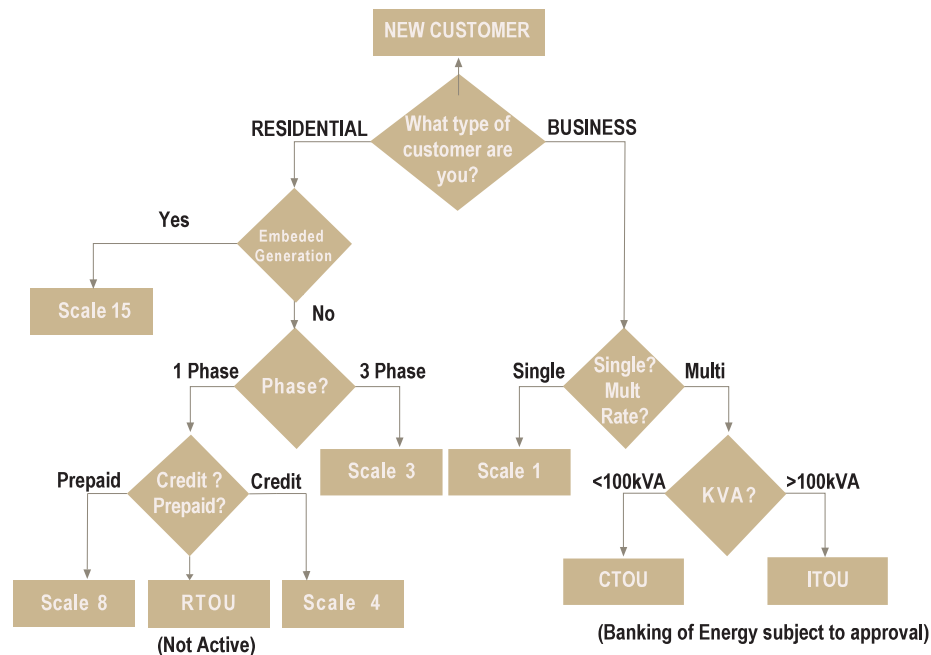 NEW CUSTOMER
RESIDENTIAL
What type of
customer are
you?
BUSINESS
Yes
Embeded
Generation
Scale 15
No
1 Phase
Phase?
3 Phase
Single
Single?
Mult
Rate?
Multi
Prepaid
Credit ?
Prepaid?
Credit
Scale 3
Scale 1
<100kVA
KVA?
>100kVA
Scale 8
RTOU
Scale 4
CTOU
ITOU
(Not Active)
(Banking of Energy subject to approval)